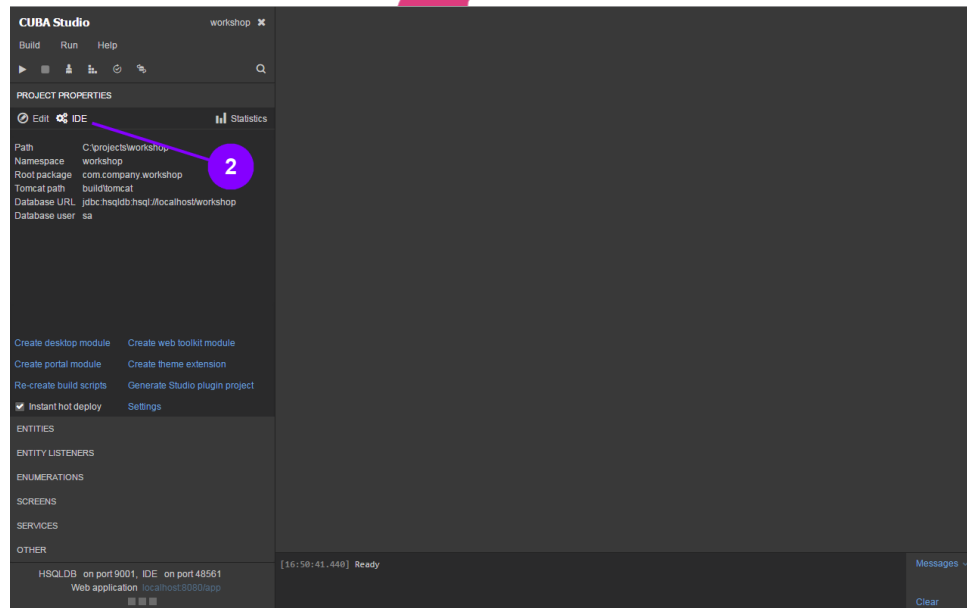 CUBA Studio workshop
Build Run Help
PROJECT PROPERTIES
Edit IDE Statistics
Path C:\projects\workshop
2
Namespace workshop
Root package com.company.workshop
Tomcat path build\tomcat
Database URL jdbc:hsqldb:hsql://localhost/workshop
Database user sa
Create desktop module Create web toolkit module
Create portal module Create theme extension
Re-create build scripts Generate Studio plugin project
Instant hot deploy Settings
ENTITIES
ENTITY LISTENERS
ENUMERATIONS
SCREENS
SERVICES
OTHER
HSQLDB on port 9001, IDE on port 48561
Web application localhost:8080/app
[16:50:41.440] Ready
Messages
Clear